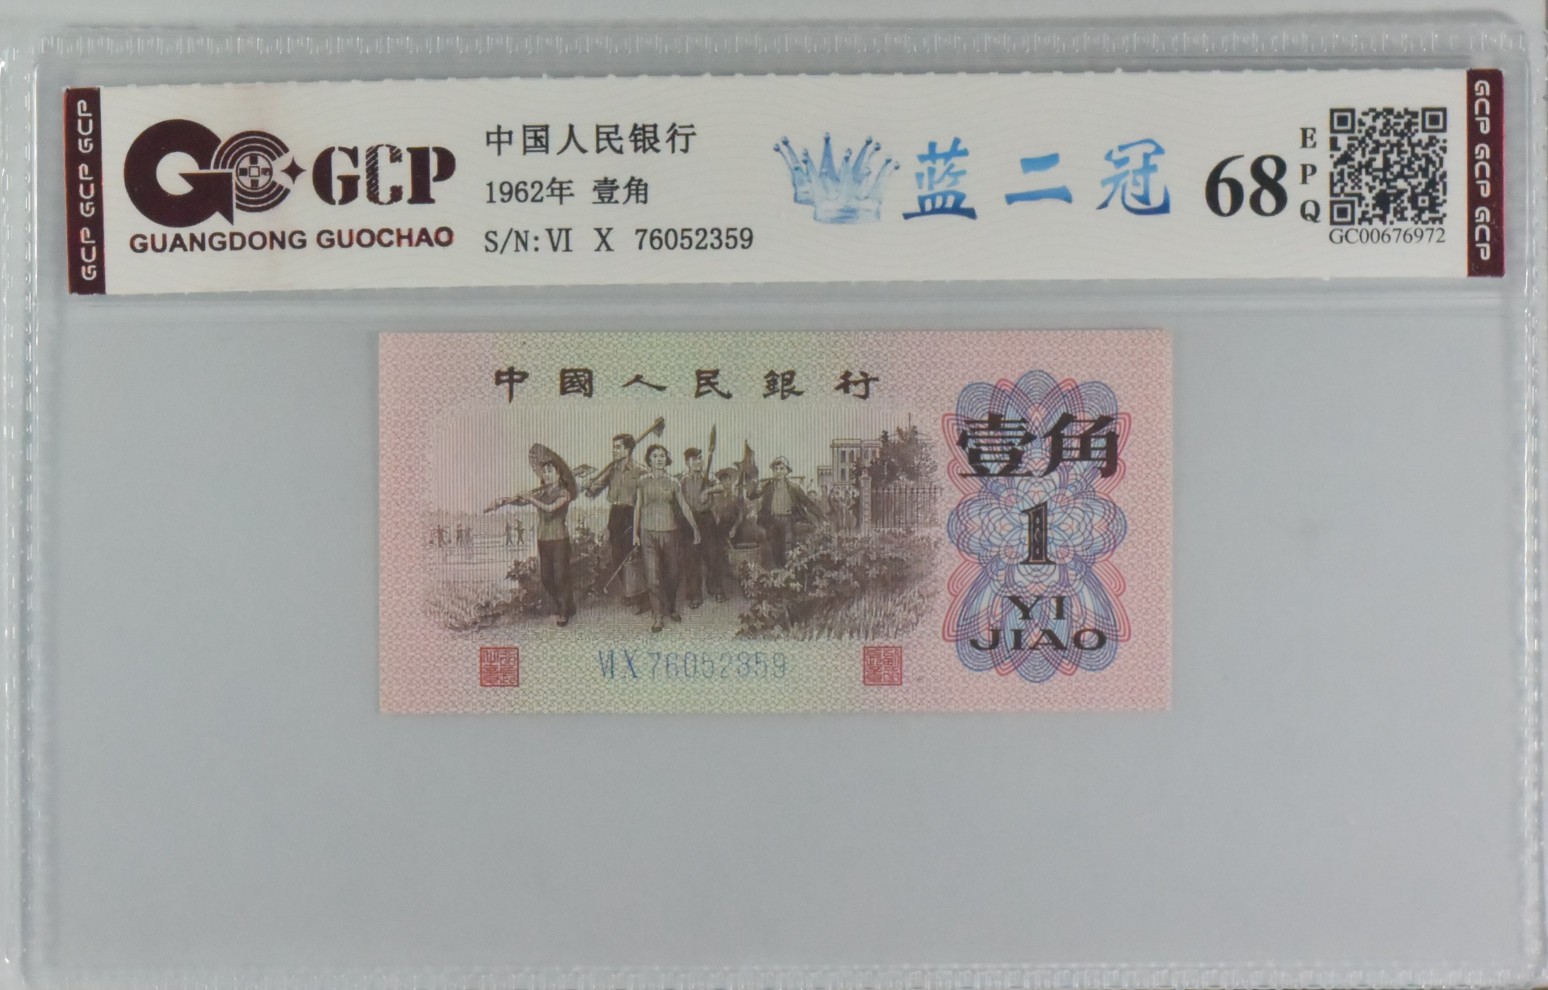 GCP GCP GCP
GCP
GUANGDONG GUOCHAO
中国人民银行
1962年 壹角
S/N:VI X 76052359
蓝二冠
68
EPQ
GC00676972
GCP GCP GCP
中國人民銀行
壹角
1
YI
JIAO
VI X 76052359